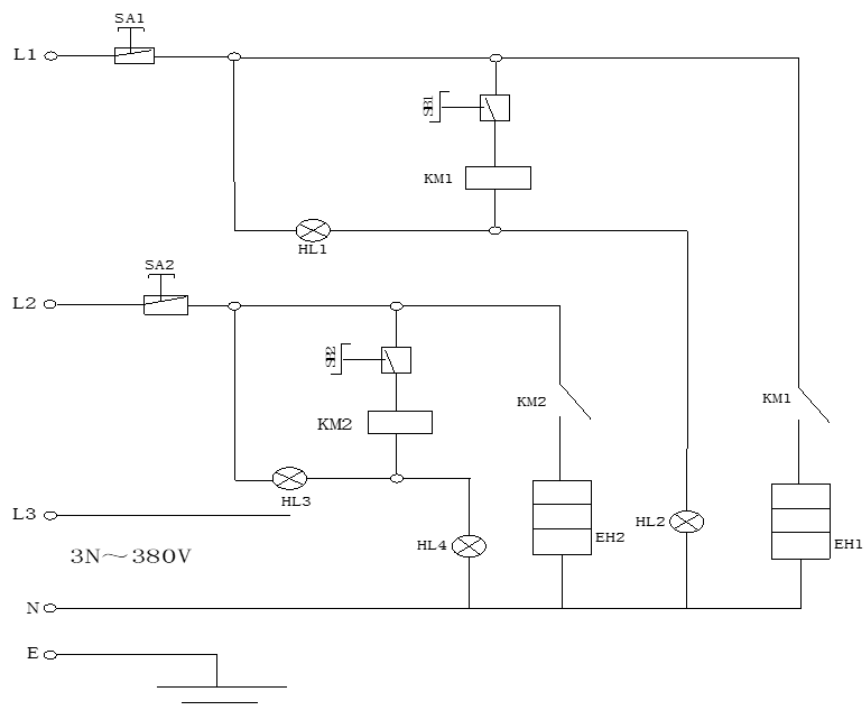 SA1
L1
SB1
KM1
HL1
SA2
L2
SB2
KM2
KM2
KM1
HL3
L3
HL2
HL4
EH2
EH1
3N～380V
N
E